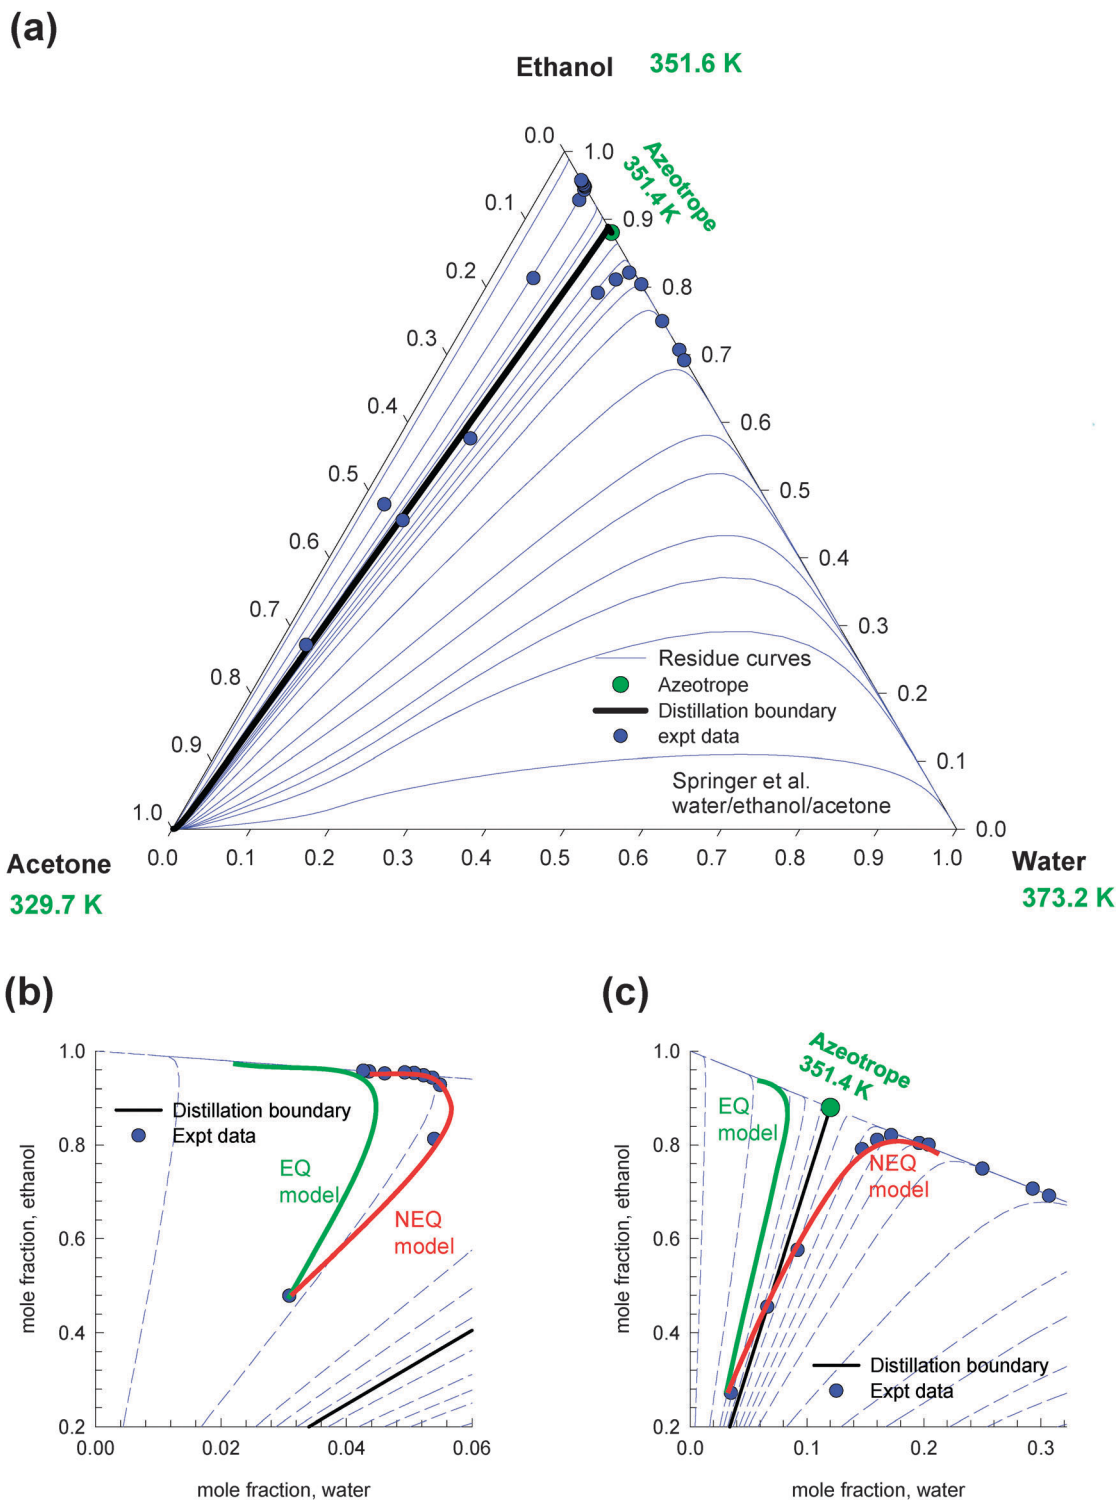 (a)
Ethanol 351.6 K
Azeotrope
351.4 K
0.0
0.1
0.2
0.3
0.4
0.5
0.6
0.7
0.8
0.9
1.0
1.0
0.9
0.8
0.7
0.6
0.5
0.4
0.3
0.2
0.1
0.0
Residue curves
Azeotrope
Distillation boundary
expt data
Springer et al.
water/ethanol/acetone
0.0 0.1 0.2 0.3 0.4 0.5 0.6 0.7 0.8 0.9 1.0
Acetone
329.7 K
Water
373.2 K
(b)
1.0
0.8
0.6
0.4
0.2
mole fraction, ethanol
Distillation boundary
Expt data
EQ
model
NEQ
model
0.00 0.02 0.04 0.06
mole fraction, water
(c)
Azeotrope
351.4 K
1.0
0.8
0.6
0.4
0.2
mole fraction, ethanol
EQ
model
NEQ
model
Distillation boundary
Expt data
0.0 0.1 0.2 0.3
mole fraction, water